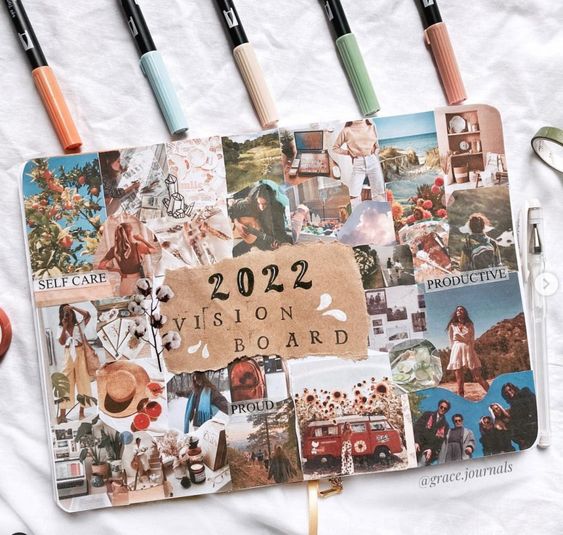 SELF CARE
2022
VISION
BOARD
PRODUCTIVE
PROUD
@grace.journals